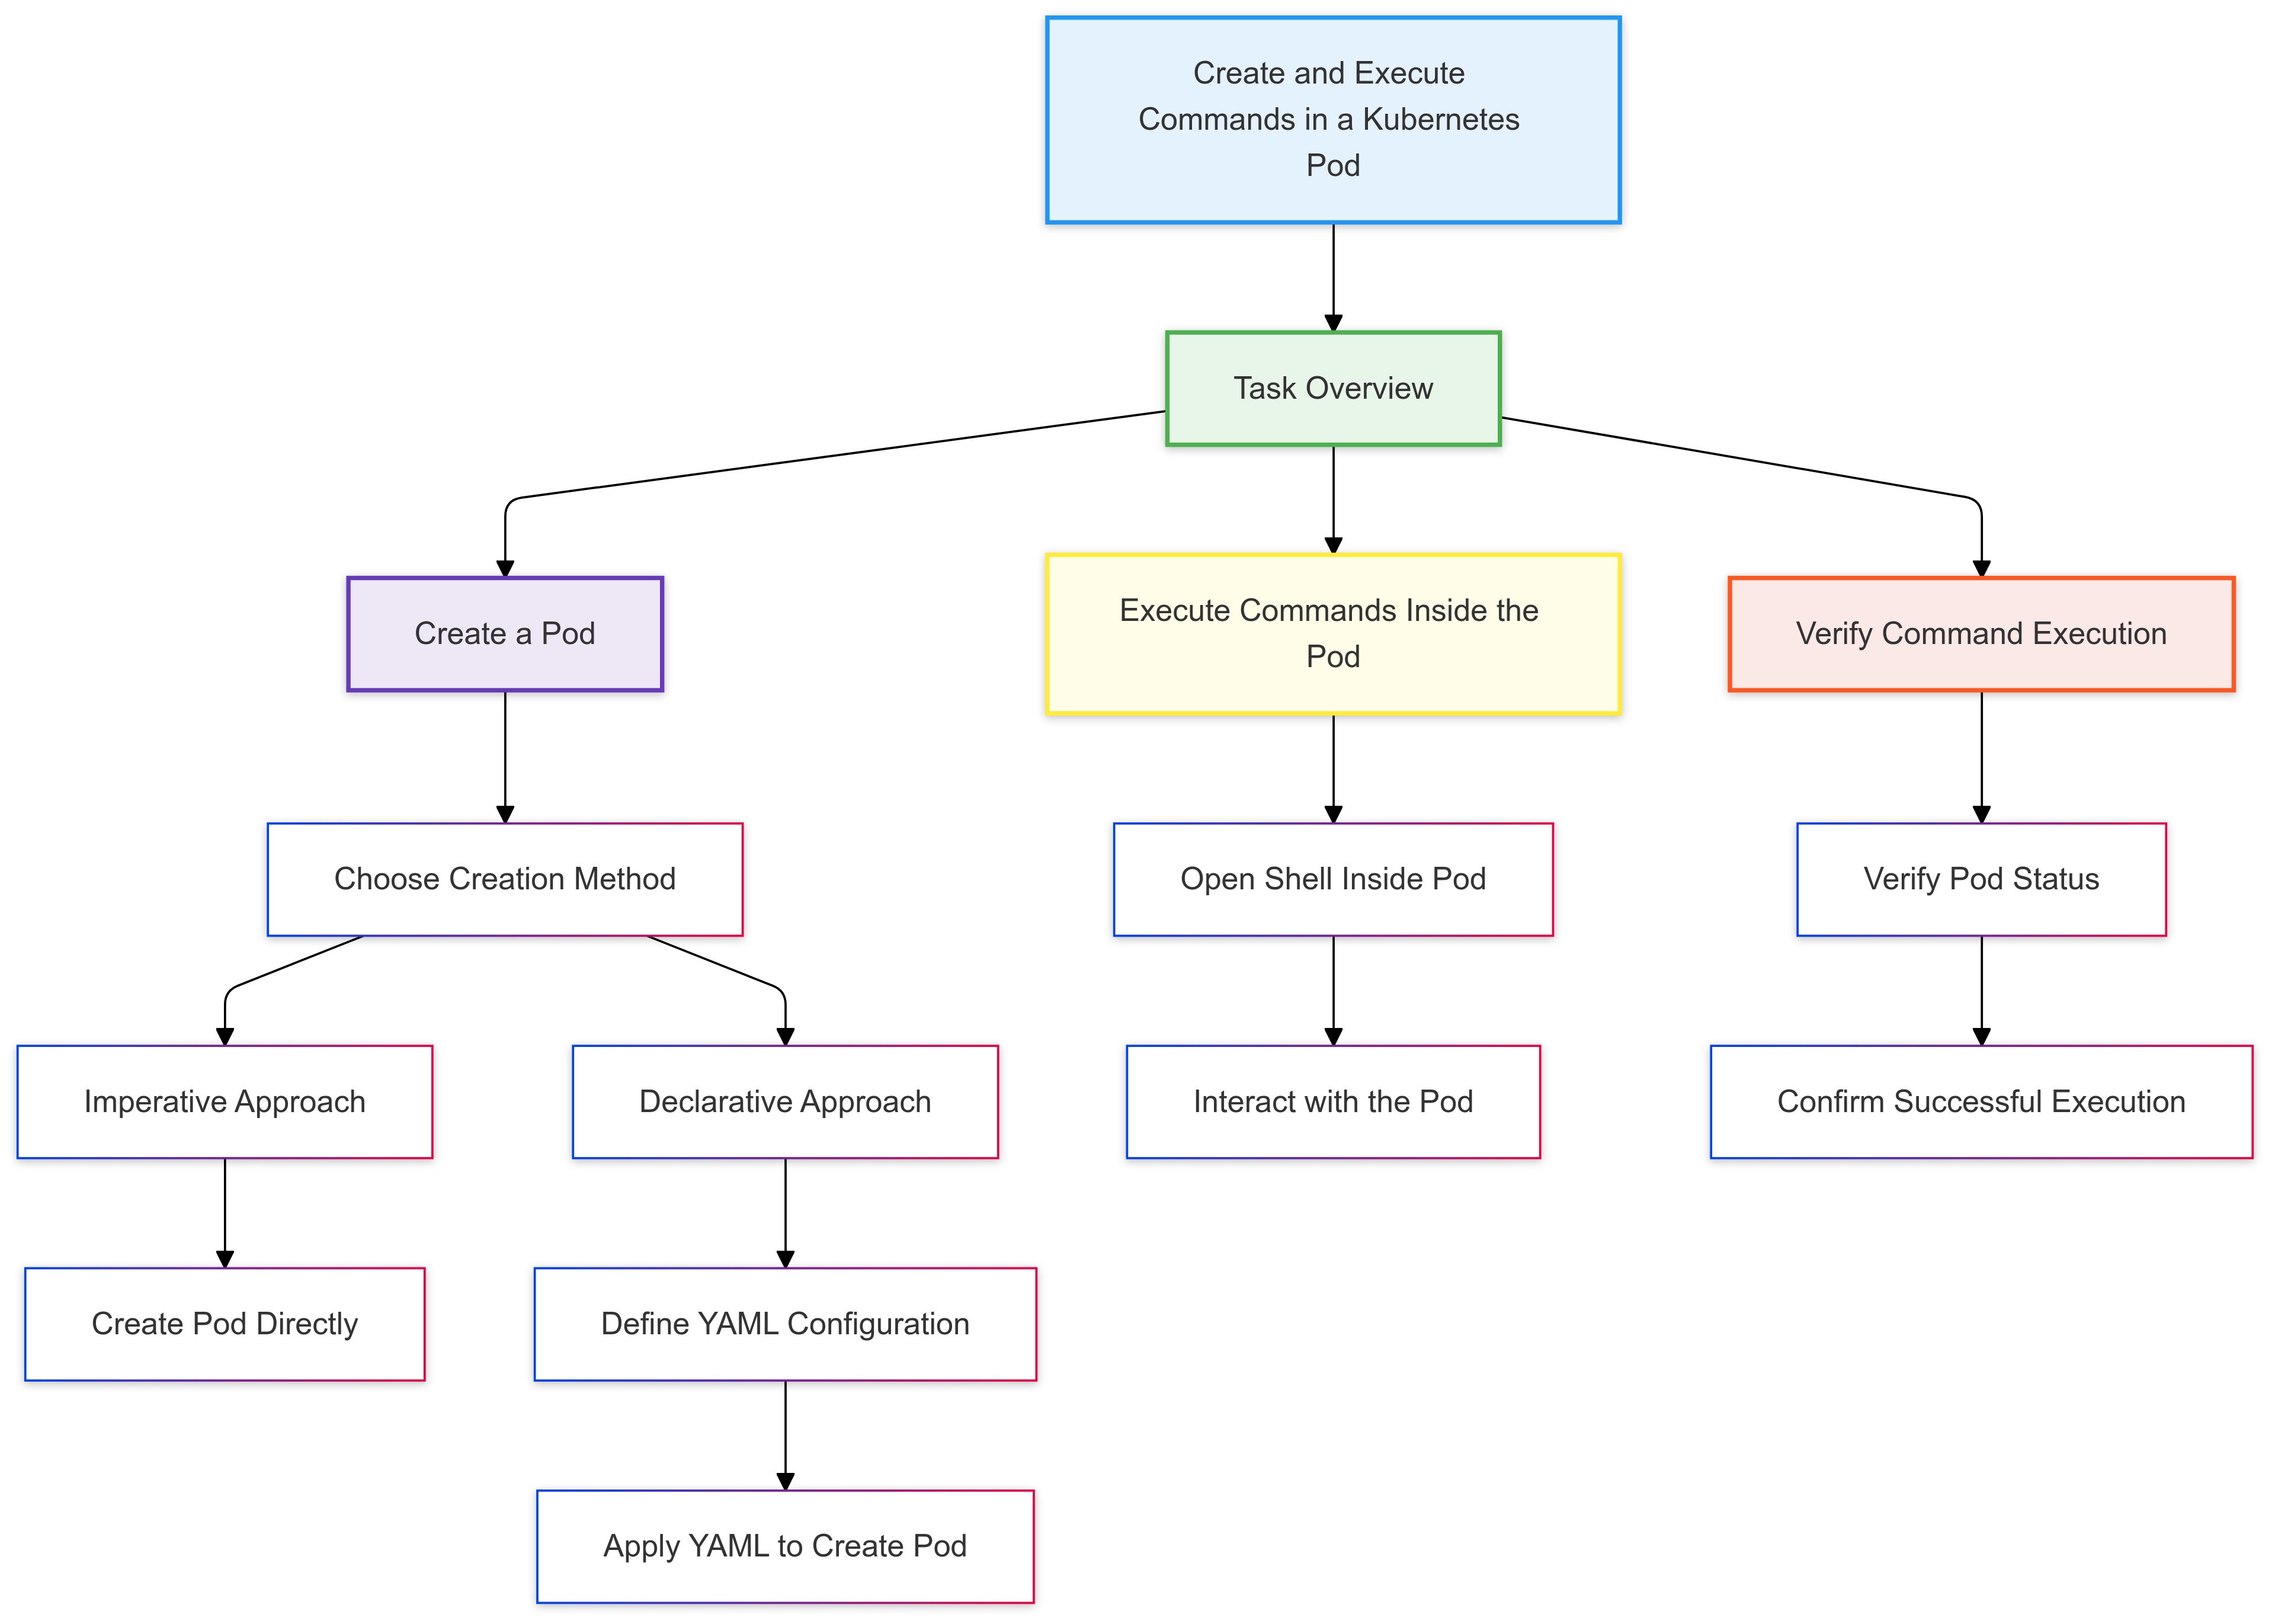 Create and Execute
Commands in a Kubernetes
Pod
Task Overview
Create a Pod
Execute Commands Inside the
Pod
Verify Command Execution
Choose Creation Method
Open Shell Inside Pod
Verify Pod Status
Imperative Approach
Declarative Approach
Interact with the Pod
Confirm Successful Execution
Create Pod Directly
Define YAML Configuration
Apply YAML to Create Pod